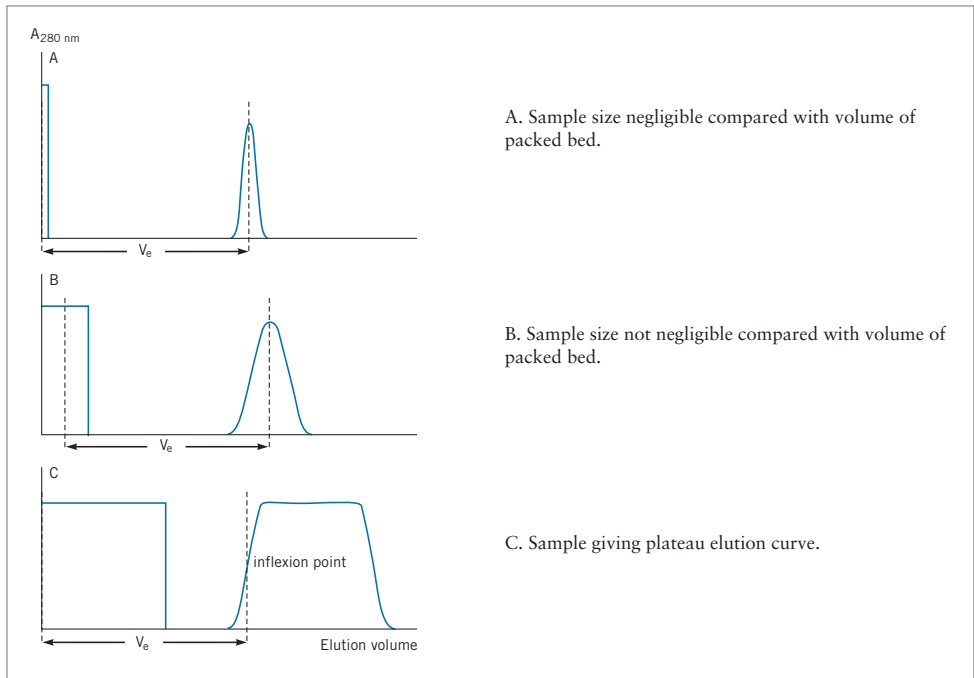 A280 nm
A
A. Sample size negligible compared with volume of
packed bed.
Ve
B
B. Sample size not negligible compared with volume of
packed bed.
Ve
C
C. Sample giving plateau elution curve.
inflexion point
Ve
Elution volume